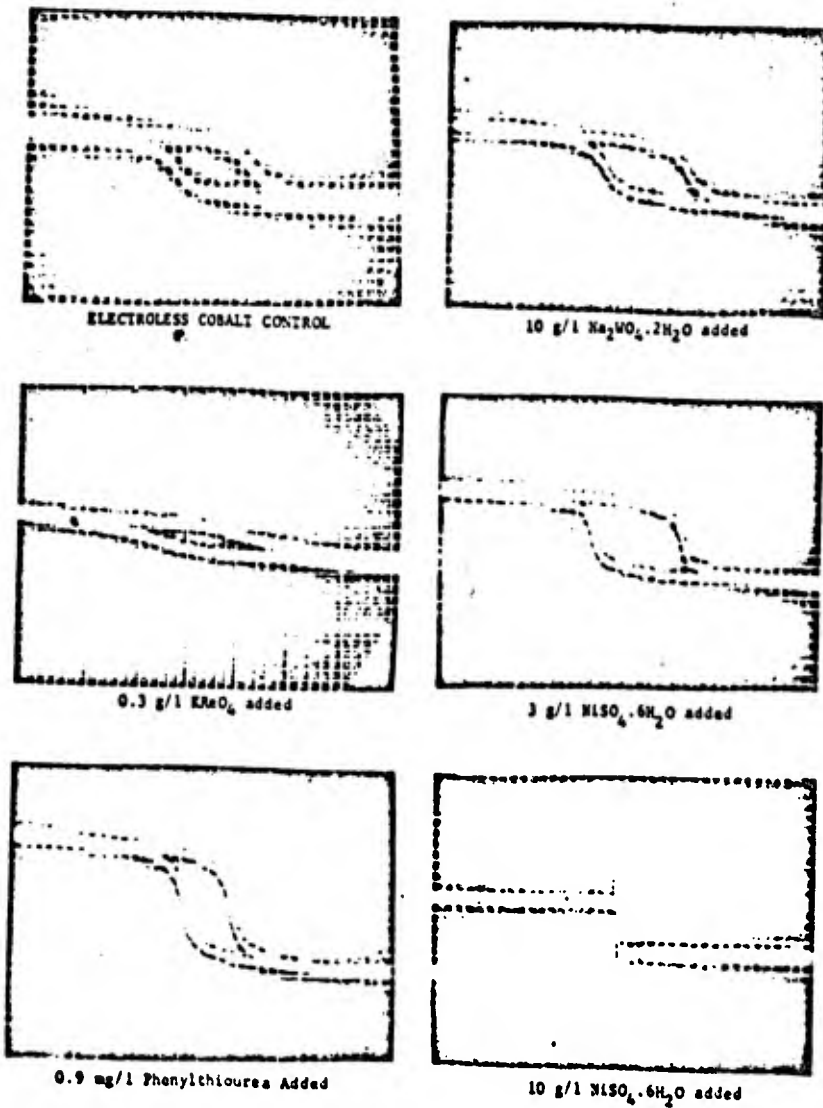 ELECTROLESS COBALT CONTROL
10 g/l Na₂WO₄.2H₂O added
0.3 g/l KReO₄ added
3 g/l NiSO₄.6H₂O added
0.9 mg/l Phenylthiourea Added
10 g/l NiSO₄.6H₂O added